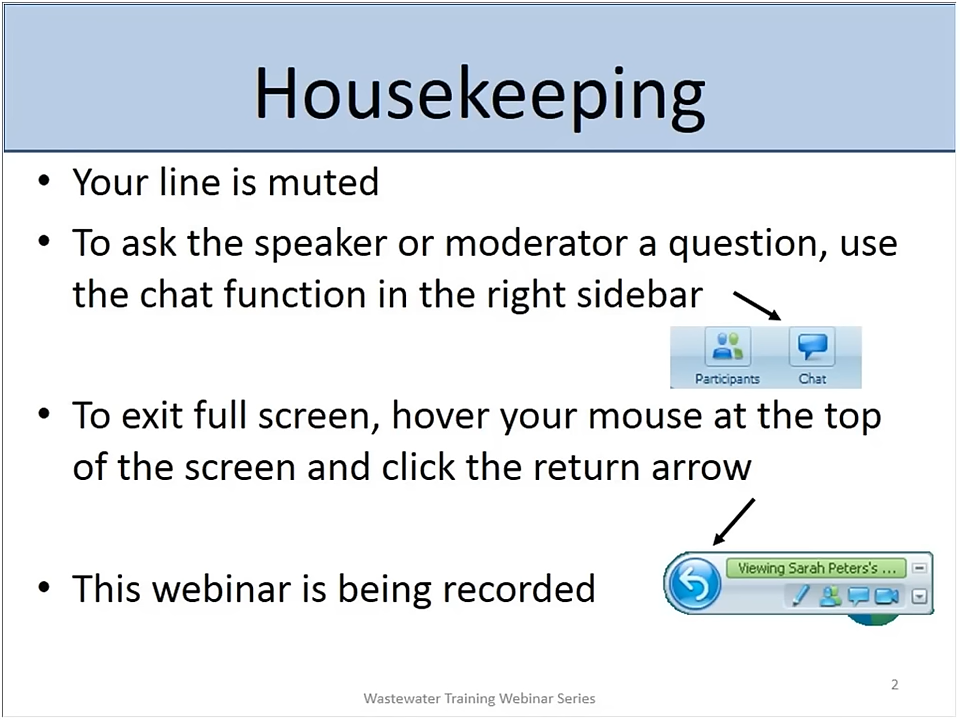 Housekeeping
• Your line is muted
• To ask the speaker or moderator a question, use
the chat function in the right sidebar
Participants Chat
• To exit full screen, hover your mouse at the top
of the screen and click the return arrow
Viewing Sarah Peters's ...
• This webinar is being recorded
2
Wastewater Training Webinar Series